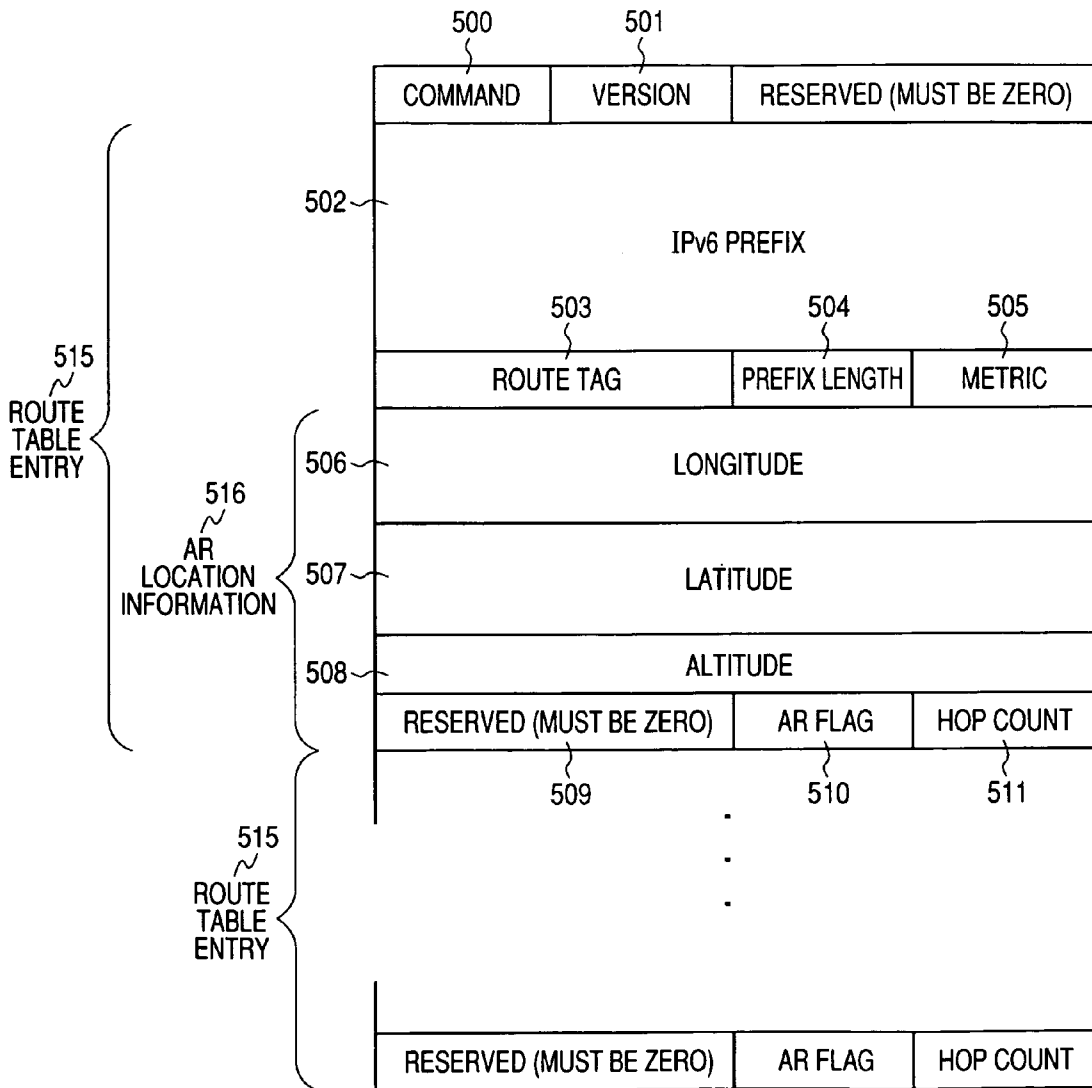 500 501
COMMAND VERSION RESERVED (MUST BE ZERO)
502
IPv6 PREFIX
503 504 505
ROUTE TAG PREFIX LENGTH METRIC
515
ROUTE
TABLE
ENTRY
506 LONGITUDE
516
AR
LOCATION
INFORMATION
507 LATITUDE
508 ALTITUDE
RESERVED (MUST BE ZERO) AR FLAG HOP COUNT
509 510 511
515
ROUTE
TABLE
ENTRY
RESERVED (MUST BE ZERO) AR FLAG HOP COUNT